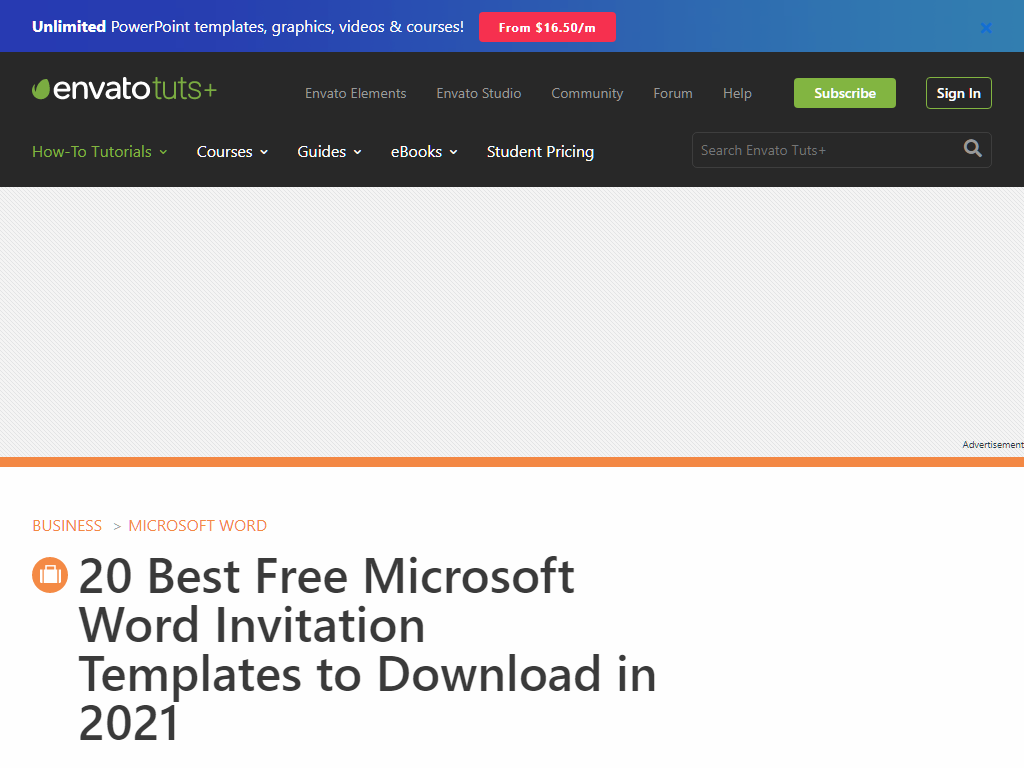 Unlimited PowerPoint templates, graphics, videos & courses! From $16.50/m
envato tuts+ Envato Elements Envato Studio Community Forum Help Subscribe Sign In
How-To Tutorials Courses Guides eBooks Student Pricing Search Envato Tuts+
Advertisement
BUSINESS > MICROSOFT WORD
20 Best Free Microsoft
Word Invitation
Templates to Download in
2021